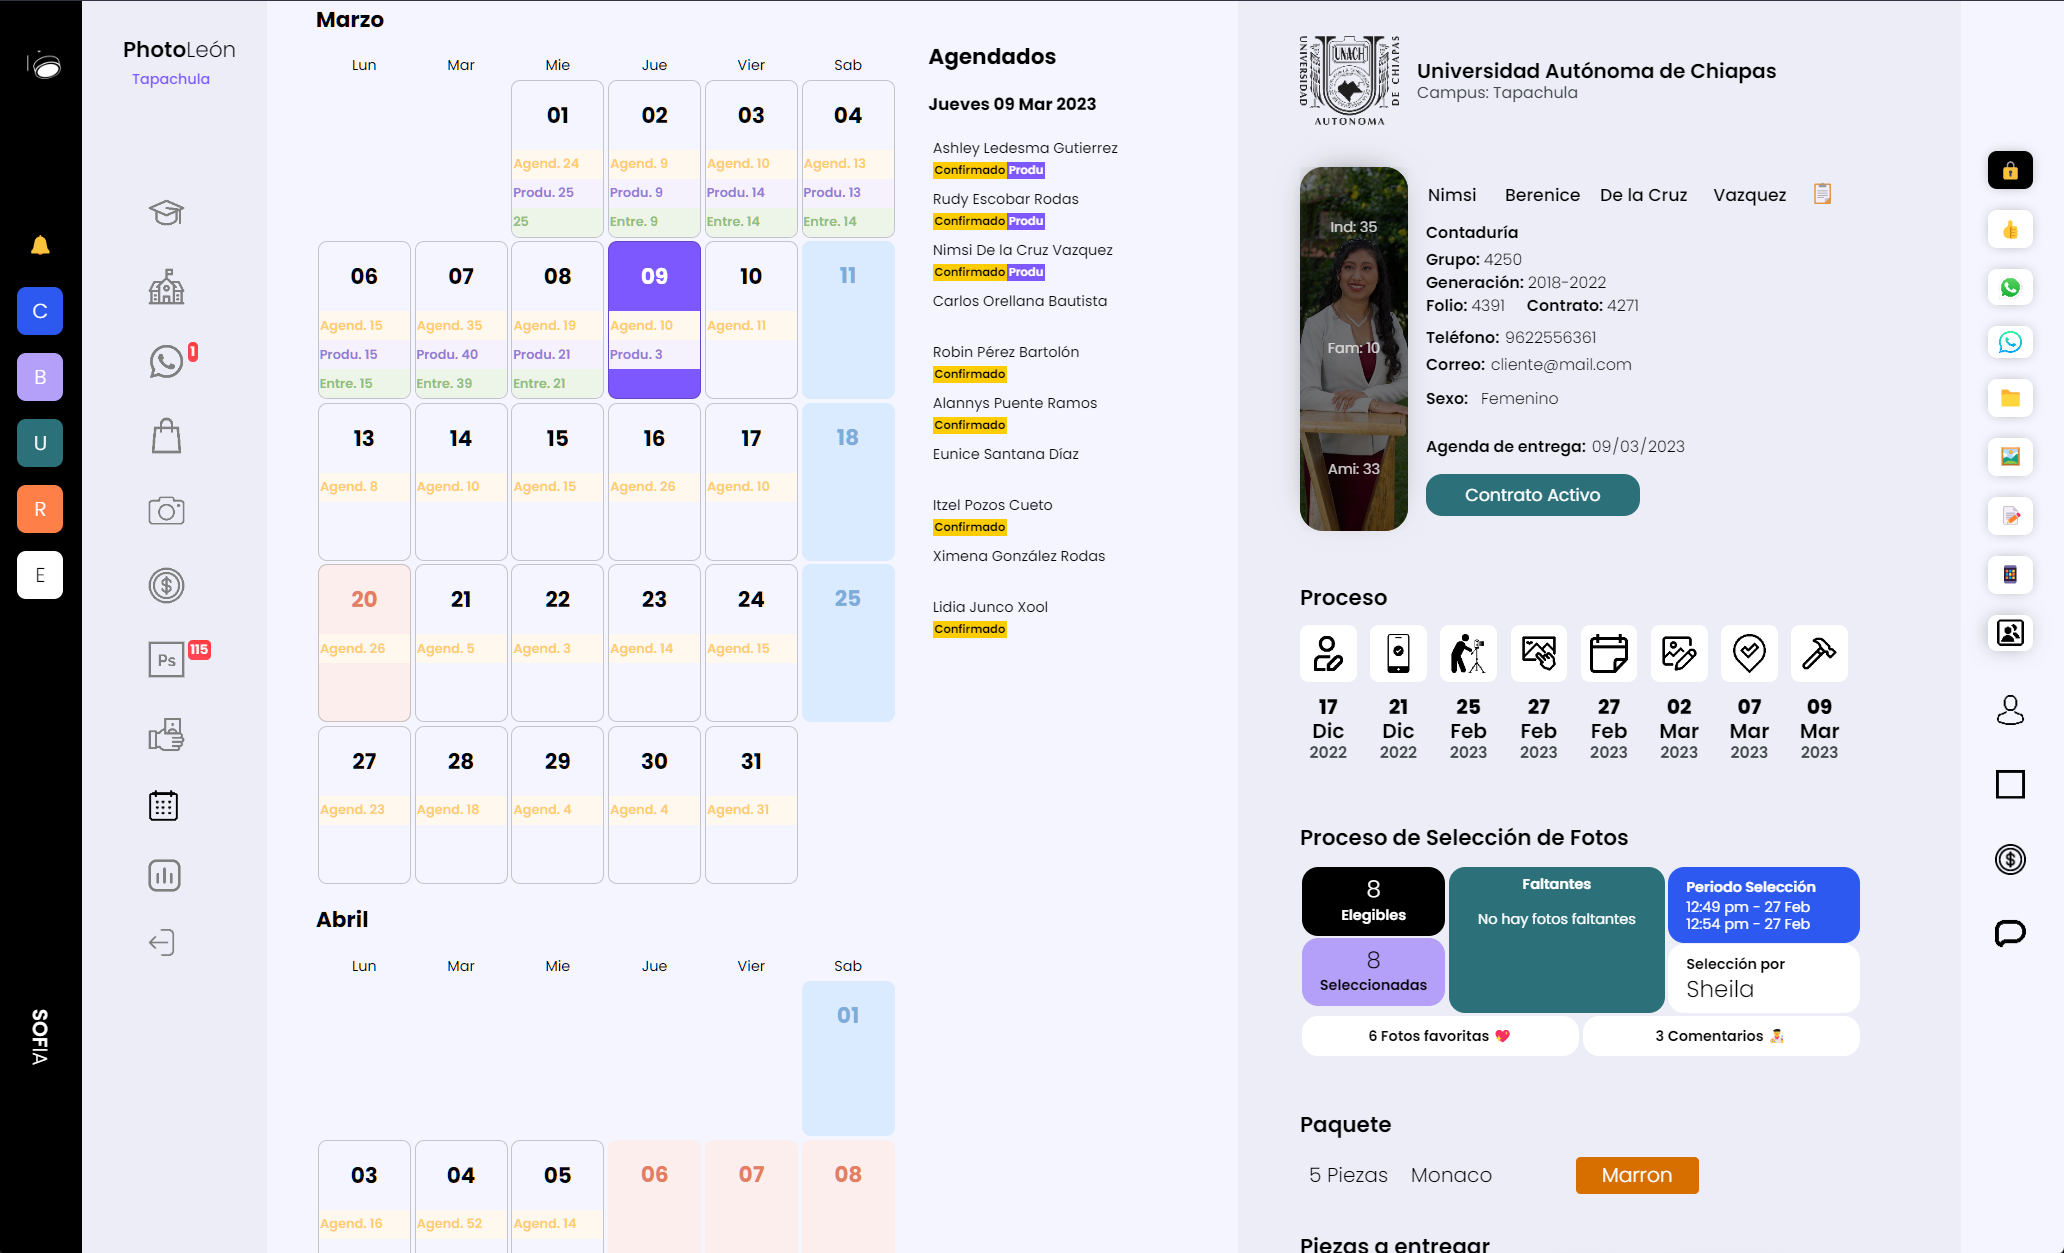 PhotoLeón
Tapachula
C
B
U
R
E
SOFIA
1
Ps
115
Marzo
Lun Mar Mie Jue Vier Sab
01 02 03 04
Agend. 24 Agend. 9 Agend. 10 Agend. 13
Produ. 25 Produ. 9 Produ. 14 Produ. 13
25 Entre. 9 Entre. 14 Entre. 14
06 07 08 09 10 11
Agend. 15 Agend. 35 Agend. 19 Agend. 10 Agend. 11
Produ. 15 Produ. 40 Produ. 21 Produ. 3
Entre. 15 Entre. 39 Entre. 21
13 14 15 16 17 18
Agend. 8 Agend. 10 Agend. 15 Agend. 26 Agend. 10
20 21 22 23 24 25
Agend. 26 Agend. 5 Agend. 3 Agend. 14 Agend. 15
27 28 29 30 31
Agend. 23 Agend. 18 Agend. 4 Agend. 4 Agend. 31
Abril
Lun Mar Mie Jue Vier Sab
01
03 04 05 06 07 08
Agend. 16 Agend. 52 Agend. 14
Agendados
Jueves 09 Mar 2023
Ashley Ledesma Gutierrez
Confirmado Produ
Rudy Escobar Rodas
Confirmado Produ
Nimsi De la Cruz Vazquez
Confirmado Produ
Carlos Orellana Bautista
Robin Pérez Bartolón
Confirmado
Alannys Puente Ramos
Confirmado
Eunice Santana Díaz
Itzel Pozos Cueto
Confirmado
Ximena González Rodas
Lidia Junco Xool
Confirmado
UNIVERSIDAD
UNACH
DE CHIAPAS
AUTONOMA
Universidad Autónoma de Chiapas
Campus: Tapachula
Ind: 35
Fam: 10
Ami: 33
Nimsi Berenice De la Cruz Vazquez
Contaduría
Grupo: 4250
Generación: 2018-2022
Folio: 4391 Contrato: 4271
Teléfono: 9622556361
Correo: cliente@mail.com
Sexo: Femenino
Agenda de entrega: 09/03/2023
Contrato Activo
Proceso
17 21 25 27 27 02 07 09
Dic Dic Feb Feb Feb Mar Mar Mar
2022 2022 2023 2023 2023 2023 2023 2023
Proceso de Selección de Fotos
8
Elegibles
8
Seleccionadas
Faltantes
No hay fotos faltantes
Periodo Selección
12:49 pm - 27 Feb
12:54 pm - 27 Feb
Selección por
Sheila
6 Fotos favoritas
3 Comentarios
Paquete
5 Piezas Monaco Marron
Piezas a entregar